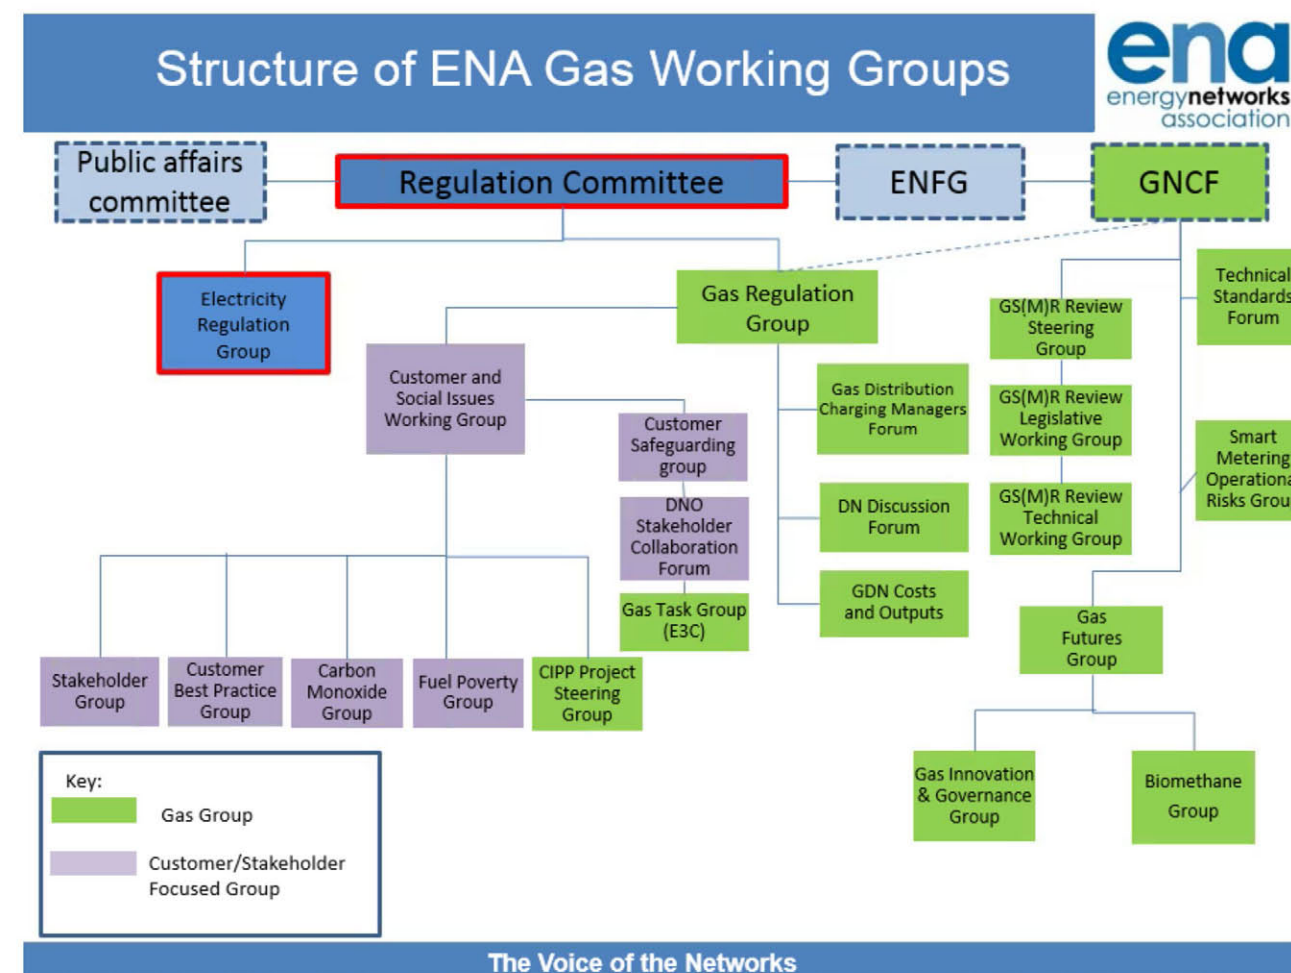 Structure of ENA Gas Working Groups
ena
energynetworks
association
Public affairs
committee
Regulation Committee
ENFG
GNCF
Electricity
Regulation
Group
Gas Regulation
Group
GS(M)R Review
Steering
Group
Technical
Standards
Forum
Customer and
Social Issues
Working Group
Gas Distribution
Charging Managers
Forum
GS(M)R Review
Legislative
Working Group
Customer
Safeguarding
group
Smart
Metering
Operationa
Risks Grou
DNO
Stakeholder
Collaboration
Forum
DN Discussion
Forum
GS(M)R Review
Technical
Working Group
Gas Task Group
(E3C)
GDN Costs
and Outputs
Gas
Futures
Group
Stakeholder
Group
Customer
Best Practice
Group
Carbon
Monoxide
Group
Fuel Poverty
Group
CIPP Project
Steering
Group
Gas Innovation
& Governance
Group
Biomethane
Group
Key:
Gas Group
Customer/Stakeholder
Focused Group
The Voice of the Networks